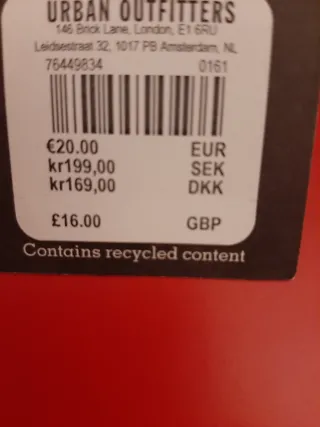 URBAN OUTFITTERS
146 Brick Lane, London, E1 6RU
Leidsestraat 32, 1017 PB Amsterdam, NL
76449834 0161
€20.00 EUR
kr199,00 SEK
kr169,00 DKK
£16.00 GBP
Contains recycled content